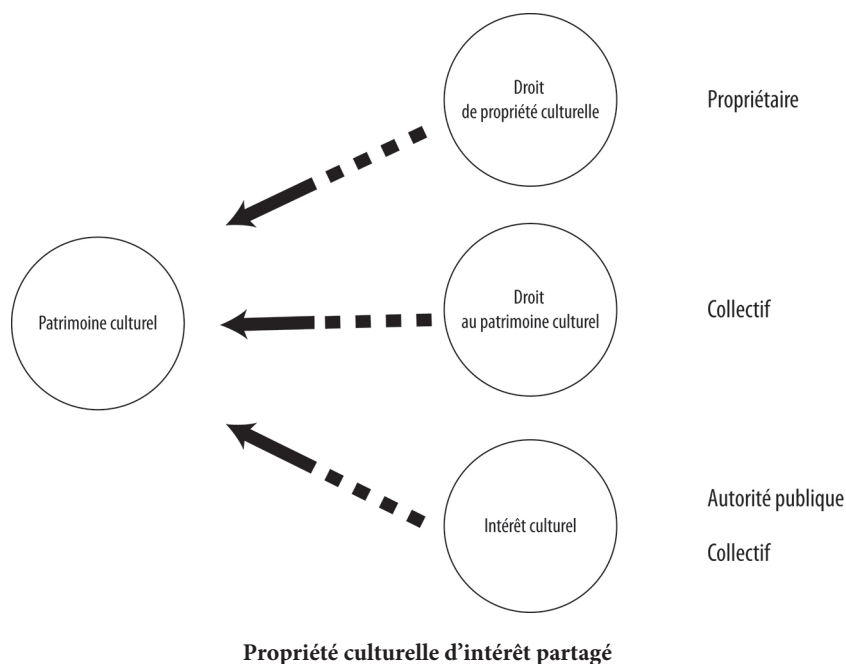 Droit
de propriété culturelle
Propriétaire
Patrimoine culturel
Droit
au patrimoine culturel
Collectif
Intérêt culturel
Autorité publique
Collectif
Propriété culturelle d’intérêt partagé